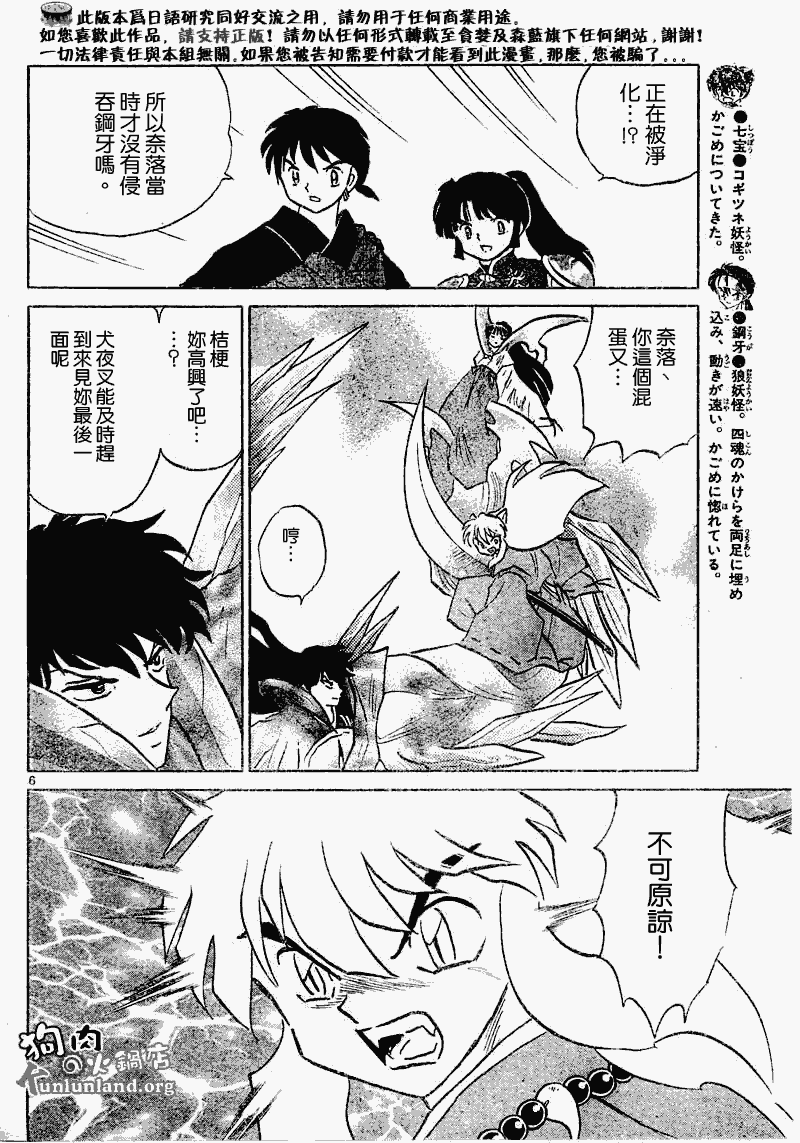 此版本爲日語研究同好交流之用，請勿用于任何商業用途。
如您喜歡此作品，請支持正版！請勿以任何形式轉載至貪婪及森藍旗下任何網站，謝謝！
一切法律責任與本組無關。如果您被告知需要付款才能看到此漫畫，那麼，您被騙了...
●七宝●コギツネ妖怪。
かごめについてきた。
●鋼牙●狼妖怪。四魂のかけらを両足に埋め
込み、動きが速い。かごめに惚れている。
正在被淨
化…!?
所以奈落當
時才沒有侵
吞鋼牙嗎。
奈落、
你這個混
蛋又…
哼…
桔梗
妳高興了吧…
…?
犬夜叉能及時趕
到來見妳最後一
面呢
6
不可原諒！
狗肉の火鍋店
unlunland.org